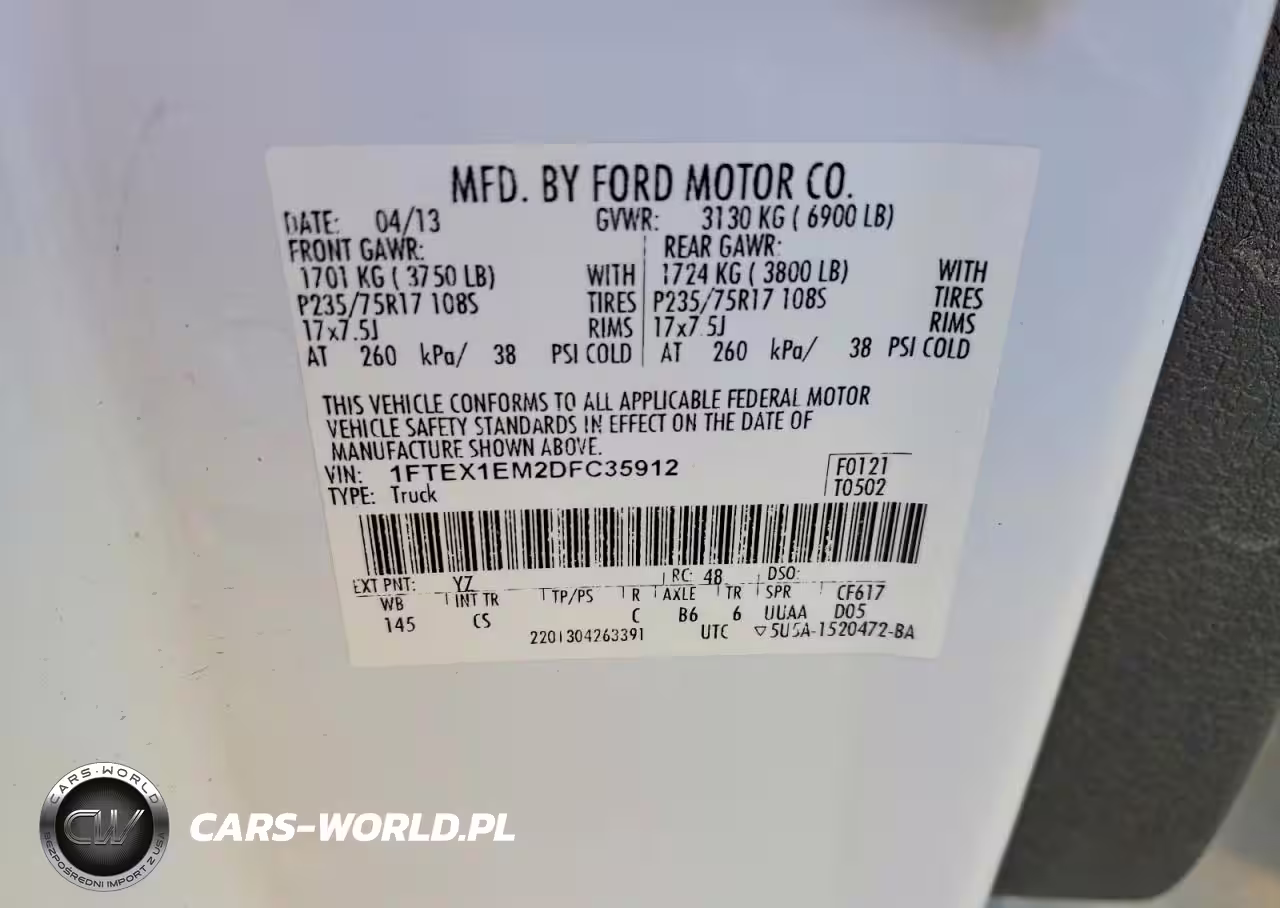 MFD. BY FORD MOTOR CO.
DATE: 04/13 GVWR: 3130 KG ( 6900 LB)
FRONT GAWR: REAR GAWR:
1701 KG ( 3750 LB) WITH 1724 KG ( 3800 LB) WITH
P235/75R17 108S TIRES P235/75R17 108S TIRES
17x7.5J RIMS 17x7.5J RIMS
AT 260 kPa/ 38 PSI COLD AT 260 kPa/ 38 PSI COLD
THIS VEHICLE CONFORMS TO ALL APPLICABLE FEDERAL MOTOR
VEHICLE SAFETY STANDARDS IN EFFECT ON THE DATE OF
MANUFACTURE SHOWN ABOVE.
VIN: 1FTEX1EM2DFC35912 F0121
TYPE: Truck T0502
EXT PNT: YZ RC: 48 DSO:
WB INT TR TP/PS R AXLE TR SPR CF617
145 CS C B6 6 UUAA D05
2201304263391 UTC ▽5U5A-1520472-BA
CARS-WORLD
CW
BEZPOŚREDNI IMPORT Z USA
CARS-WORLD.PL